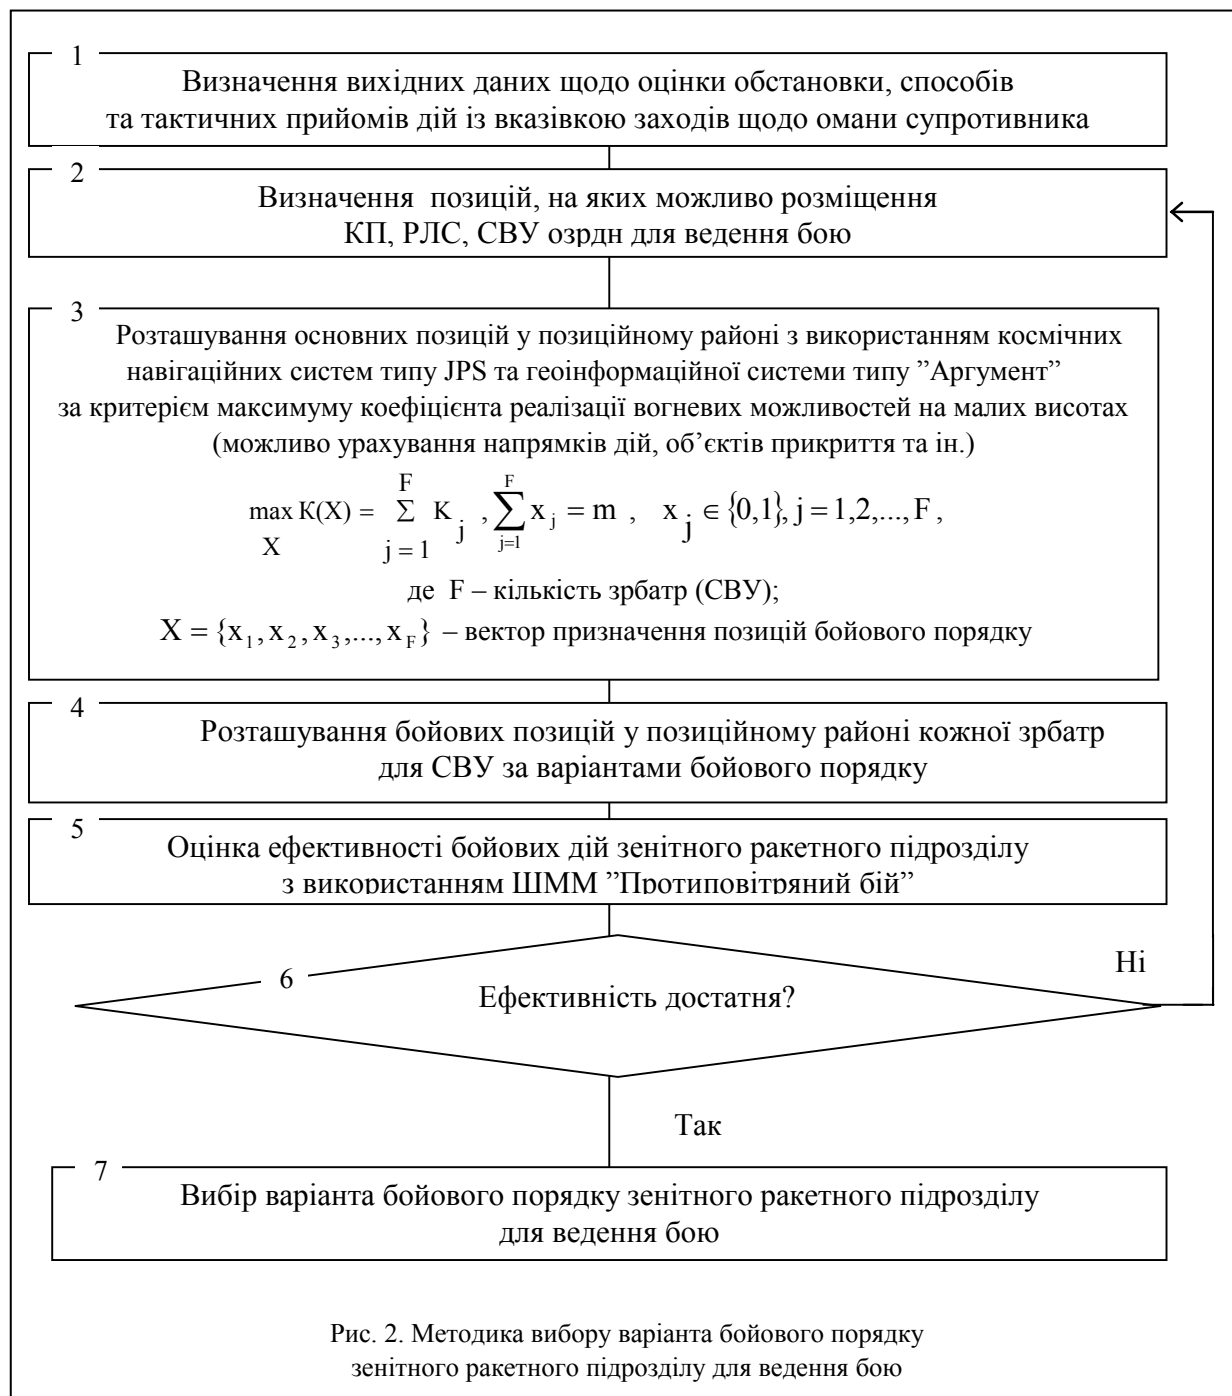 1
Визначення вихідних даних щодо оцінки обстановки, способів
та тактичних прийомів дій із вказівкою заходів щодо омани супротивника
2
Визначення позицій, на яких можливо розміщення
КП, РЛС, СВУ озрдн для ведення бою
3
Розташування основних позицій у позиційному районі з використанням космічних
навігаційних систем типу JPS та геоінформаційної системи типу ”Аргумент”
за критерієм максимуму коефіцієнта реалізації вогневих можливостей на малих висотах
(можливо урахування напрямків дій, об’єктів прикриття та ін.)
max_X K(X) = ∑_{j = 1}^{F} K_j , ∑_{j=1}^{F} x_j = m , x_j ∈ {0,1}, j = 1,2,..., F ,
де F – кількість зрбатр (СВУ);
X = {x_1, x_2, x_3,..., x_F} – вектор призначення позицій бойового порядку
4
Розташування бойових позицій у позиційному районі кожної зрбатр
для СВУ за варіантами бойового порядку
5
Оцінка ефективності бойових дій зенітного ракетного підрозділу
з використанням ШММ ”Протиповітряний бій”
6
Ефективність достатня?
Ні
Так
7
Вибір варіанта бойового порядку зенітного ракетного підрозділу
для ведення бою
Рис. 2. Методика вибору варіанта бойового порядку
зенітного ракетного підрозділу для ведення бою